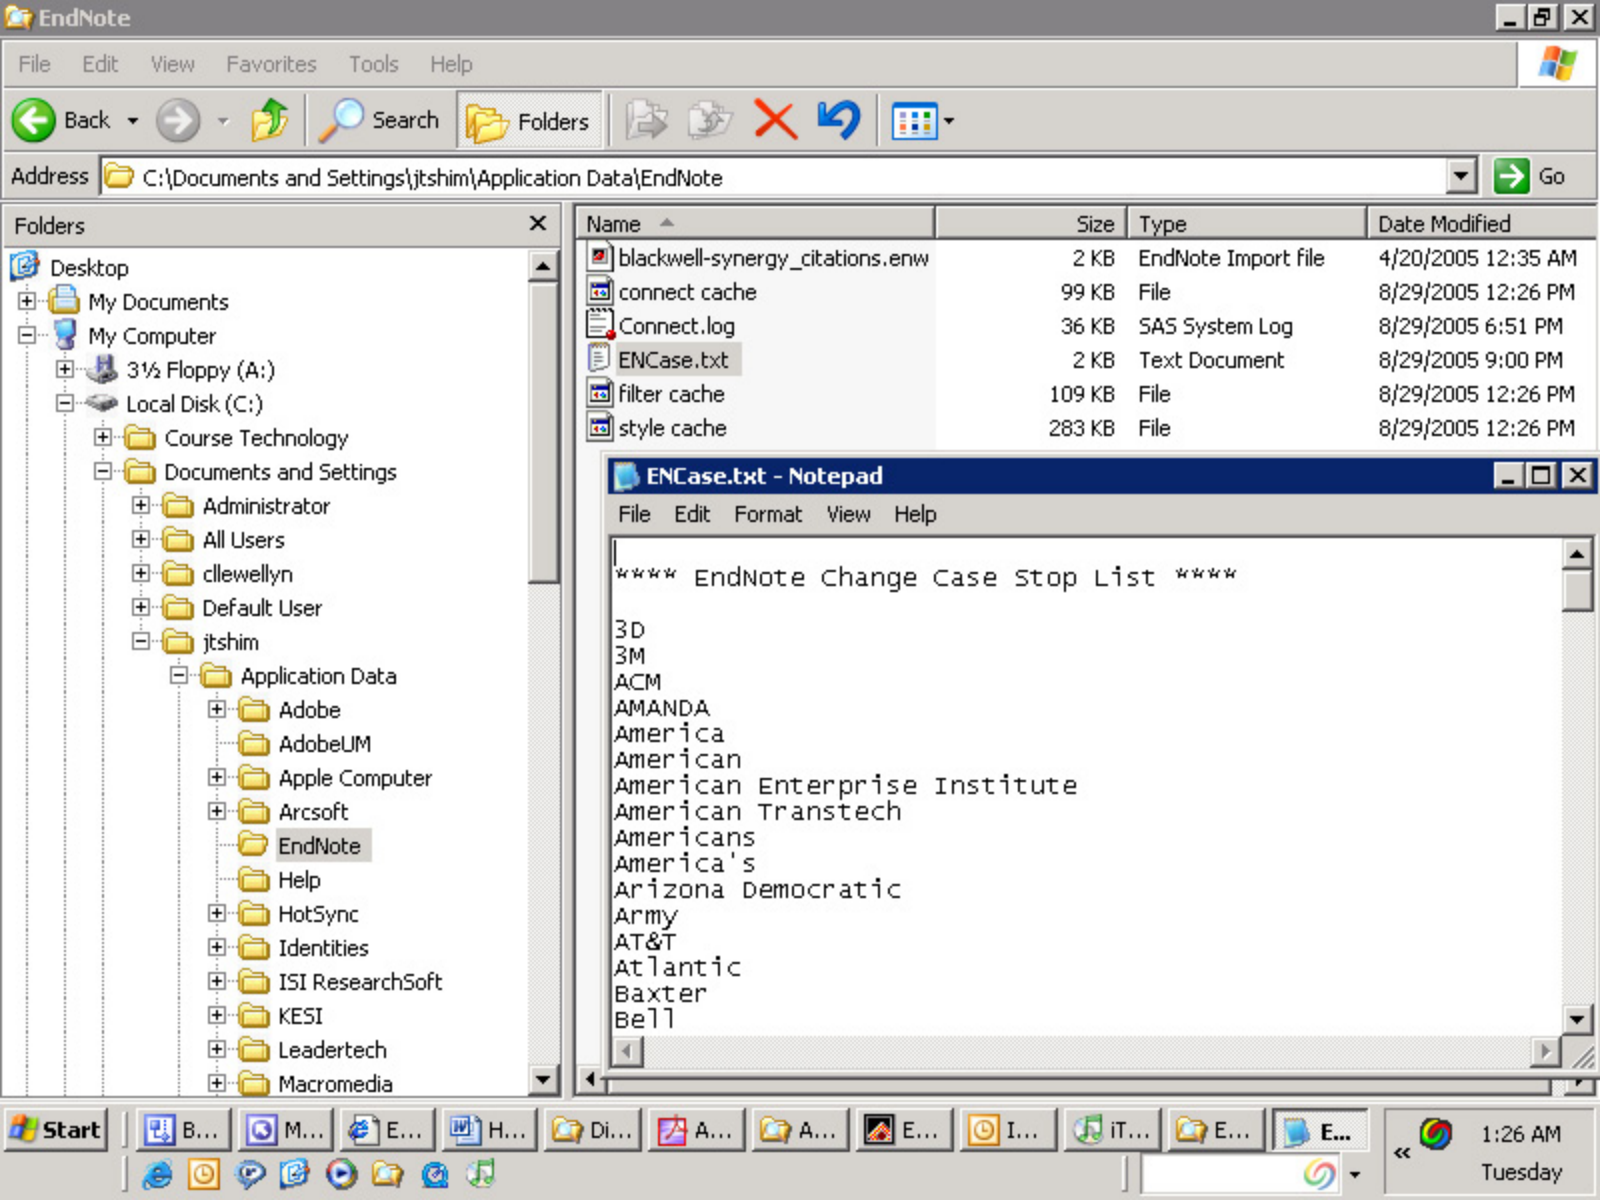 EndNote
File Edit View Favorites Tools Help
Back Search Folders
Address C:\Documents and Settings\jtshim\Application Data\EndNote Go
Folders
Desktop
My Documents
My Computer
3½ Floppy (A:)
Local Disk (C:)
Course Technology
Documents and Settings
Administrator
All Users
cllewellyn
Default User
jtshim
Application Data
Adobe
AdobeUM
Apple Computer
Arcsoft
EndNote
Help
HotSync
Identities
ISI ResearchSoft
KESI
Leadertech
Macromedia
Name Size Type Date Modified
blackwell-synergy_citations.enw 2 KB EndNote Import file 4/20/2005 12:35 AM
connect cache 99 KB File 8/29/2005 12:26 PM
Connect.log 36 KB SAS System Log 8/29/2005 6:51 PM
ENCase.txt 2 KB Text Document 8/29/2005 9:00 PM
filter cache 109 KB File 8/29/2005 12:26 PM
style cache 283 KB File 8/29/2005 12:26 PM
ENCase.txt - Notepad
File Edit Format View Help
**** EndNote Change Case Stop List ****
3D
3M
ACM
AMANDA
America
American
American Enterprise Institute
American Transtech
Americans
America's
Arizona Democratic
Army
AT&T
Atlantic
Baxter
Bell
Start B... M... E... H... Di... A... A... E... I... iT... E... E... « 1:26 AM
Tuesday